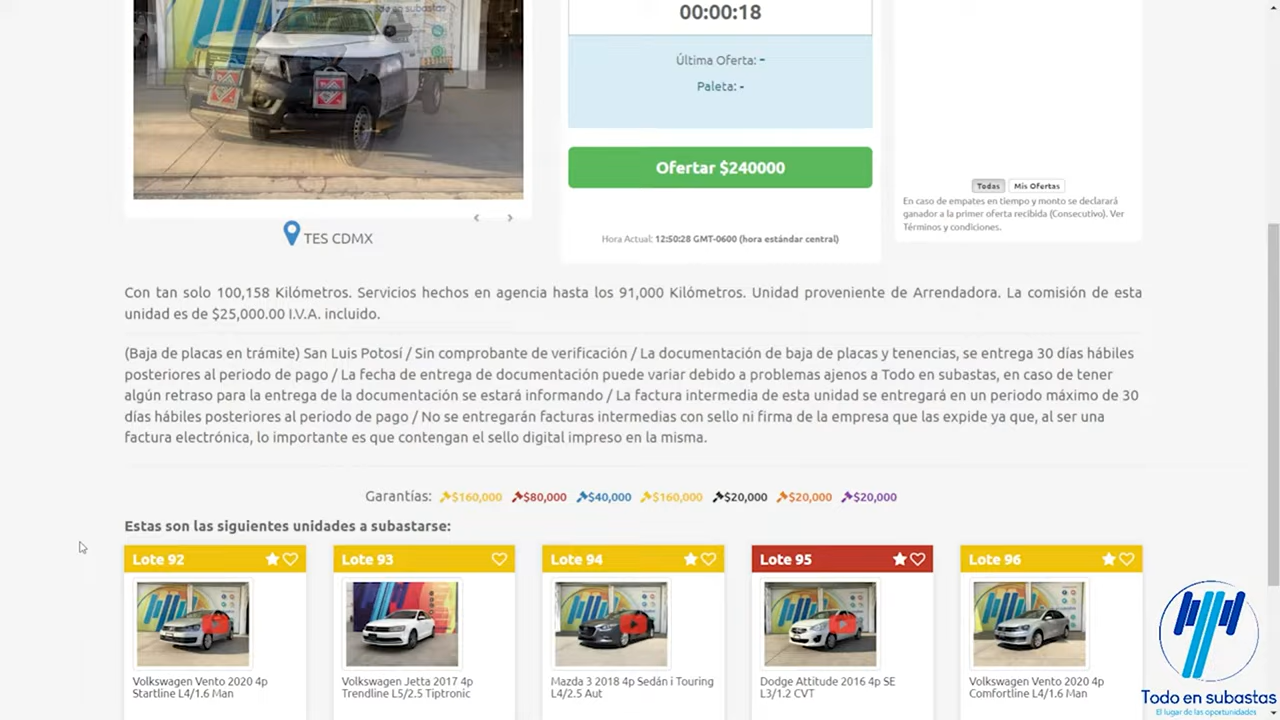 00:00:18
Última Oferta: -
Paleta: -
Ofertar $240000
Todas Mis Ofertas
En caso de empates en tiempo y monto se declarará
ganador a la primer oferta recibida (Consecutivo). Ver
Términos y condiciones.
TES CDMX
Hora Actual: 12:50:28 GMT-0600 (hora estándar central)
Con tan solo 100,158 Kilómetros. Servicios hechos en agencia hasta los 91,000 Kilómetros. Unidad proveniente de Arrendadora. La comisión de esta
unidad es de $25,000.00 I.V.A. incluido.
(Baja de placas en trámite) San Luis Potosí / Sin comprobante de verificación / La documentación de baja de placas y tenencias, se entrega 30 días hábiles
posteriores al periodo de pago / La fecha de entrega de documentación puede variar debido a problemas ajenos a Todo en subastas, en caso de tener
algún retraso para la entrega de la documentación se estará informando / La factura intermedia de esta unidad se entregará en un periodo máximo de 30
días hábiles posteriores al periodo de pago / No se entregarán facturas intermedias con sello ni firma de la empresa que las expide ya que, al ser una
factura electrónica, lo importante es que contengan el sello digital impreso en la misma.
Garantías: $160,000 $80,000 $40,000 $160,000 $20,000 $20,000 $20,000
Estas son las siguientes unidades a subastarse:
Lote 92
Volkswagen Vento 2020 4p
Startline L4/1.6 Man
Lote 93
Volkswagen Jetta 2017 4p
Trendline L5/2.5 Tiptronic
Lote 94
Mazda 3 2018 4p Sedán i Touring
L4/2.5 Aut
Lote 95
Dodge Attitude 2016 4p SE
L3/1.2 CVT
Lote 96
Volkswagen Vento 2020 4p
Comfortline L4/1.6 Man
Todo en subastas
El lugar de las oportunidades